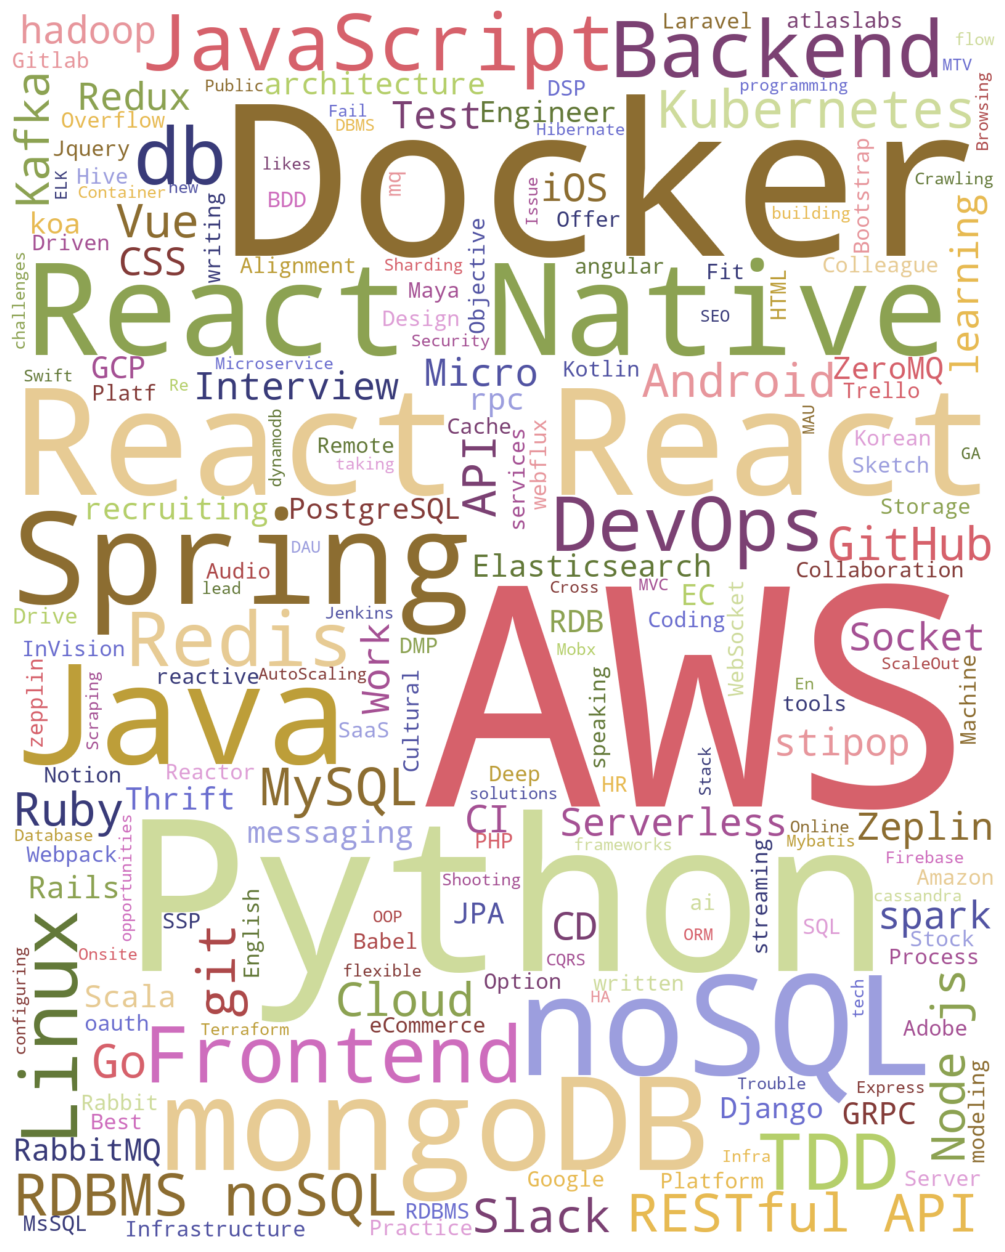 hadoop
JavaScript
Backend
Laravel
atlaslabs
flow
Gitlab
MTV
Kafka
Redux
Public
architecture
DSP
programming
Browsing
Overflow
Fail
DBMS
Test
Engineer
Hibernate
Kubernetes
Jquery
db
Docker
likes
mq
ELK
Hive
Container
new
BDD
Issue
iOS
Offer
building
Bootstrap
Crawling
koa
Vue
writing
Driven
CSS
Objective
learning
Alignment
Sharding
angular
Fit
HTML
Colleague
challenges
React Native
Maya
Design
Security
SEO
Swift
GCP
Platf
Microservice
Re
Interview
Micro
rpc
Kotlin
Android
ZeroMQ
Trello
React React
dynamodb
Remote
taking
Cache
API
services
Webflux
MAU
Korean
Sketch
GA
recruiting
PostgreSQL
Storage
Spring
DAU
DevOps
GitHub
Audio
lead
Elasticsearch
Collaboration
Cross
MVC
EC
Drive
Redis
Jenkins
DMP
RDB
Coding
WebSocket
Socket
InVision
Work
Mobx
ScaleOut
zepplin
Scraping
reactive
AutoScaling
Cultural
AWS
speaking
En
tools
Machine
Java
SaaS
stipop
Notion
Reactor
MySQL
Deep
solutions
HR
Stack
Ruby
Thrift
messaging
CI
PHP
Serverless
Online
Mybatis
Zeplin
Database
Webpack
opportunities
frameworks
Firebase
Amazon
Rails
Python
Shooting
streaming
cassandra
SSP
English
OOP
JPA
CD
ai
ORM
SQL
spark
Stock
Linux
git
Babel
Onsite
flexible
CQRS
Process
configuring
Scala
Cloud
Option
written
HA
noSQL
tech
js
oauth
Terraform
eCommerce
Adobe
Go
Frontend
Trouble
Express
Rabbit
Best
mongoDB
Django
GRPC
Node
modeling
RabbitMQ
Infra
TDD
RDBMS noSQL
Google
Platform
Server
RDBMS
MsSQL
Infrastructure
Practice
Slack
RESTful API